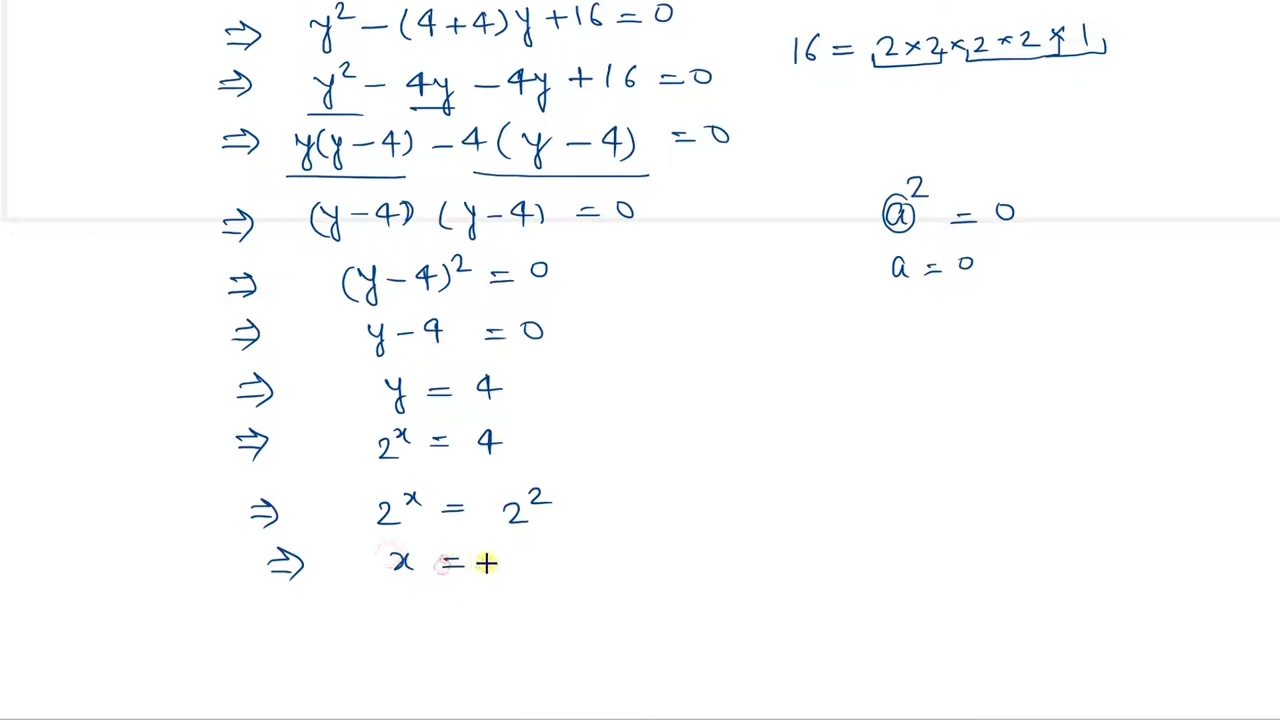 ⇒ y² – (4+4)y + 16 = 0
16 = 2×2×2×2×1
⇒ y² – 4y – 4y + 16 = 0
⇒ y(y–4) – 4(y–4) = 0
⇒ (y–4) (y–4) = 0
a² = 0
⇒ (y–4)² = 0
a = 0
⇒ y–4 = 0
⇒ y = 4
⇒ 2ˣ = 4
⇒ 2ˣ = 2²
⇒ x =